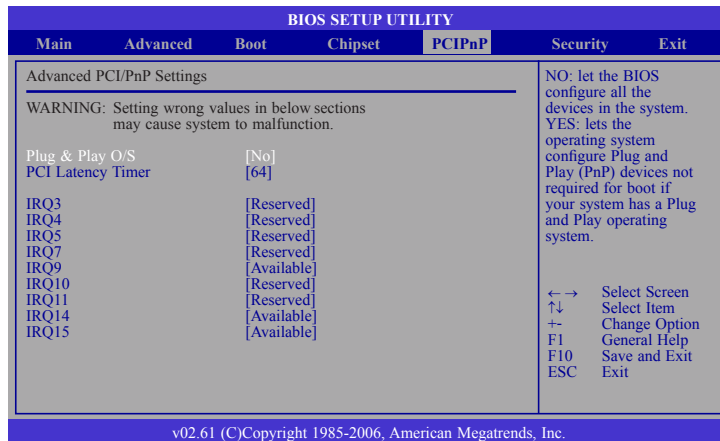 BIOS SETUP UTILITY
Main Advanced Boot Chipset PCIPnP Security Exit
Advanced PCI/PnP Settings
WARNING: Setting wrong values in below sections
may cause system to malfunction.
Plug & Play O/S [No]
PCI Latency Timer [64]
IRQ3 [Reserved]
IRQ4 [Reserved]
IRQ5 [Reserved]
IRQ7 [Reserved]
IRQ9 [Available]
IRQ10 [Reserved]
IRQ11 [Reserved]
IRQ14 [Available]
IRQ15 [Available]
NO: let the BIOS
configure all the
devices in the system.
YES: lets the
operating system
configure Plug and
Play (PnP) devices not
required for boot if
your system has a Plug
and Play operating
system.
←→ Select Screen
↑↓ Select Item
+- Change Option
F1 General Help
F10 Save and Exit
ESC Exit
v02.61 (C)Copyright 1985-2006, American Megatrends, Inc.